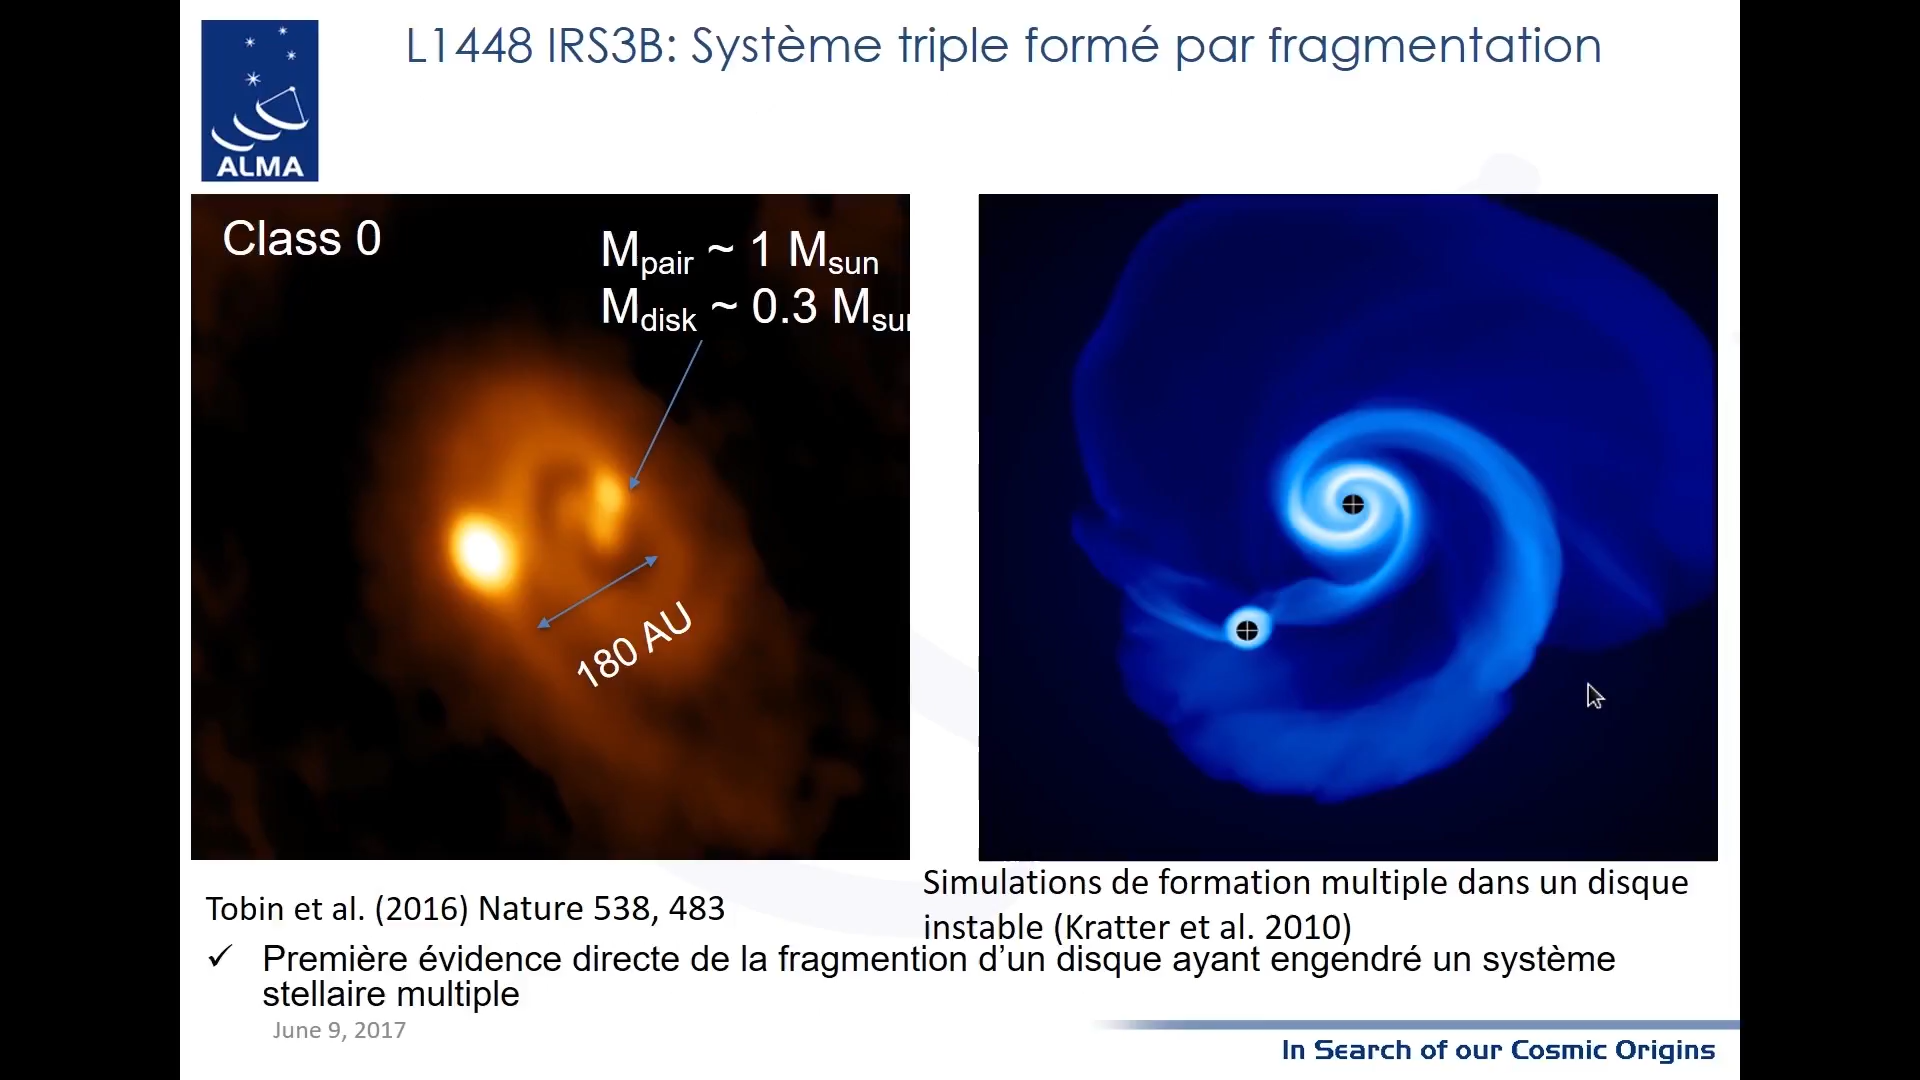 L1448 IRS3B: Système triple formé par fragmentation
ALMA
Class 0
Mpair ~ 1 Msun
Mdisk ~ 0.3 Msun
180 AU
Tobin et al. (2016) Nature 538, 483
Simulations de formation multiple dans un disque
instable (Kratter et al. 2010)
✓ Première évidence directe de la fragmention d’un disque ayant engendré un système
stellaire multiple
June 9, 2017
In Search of our Cosmic Origins